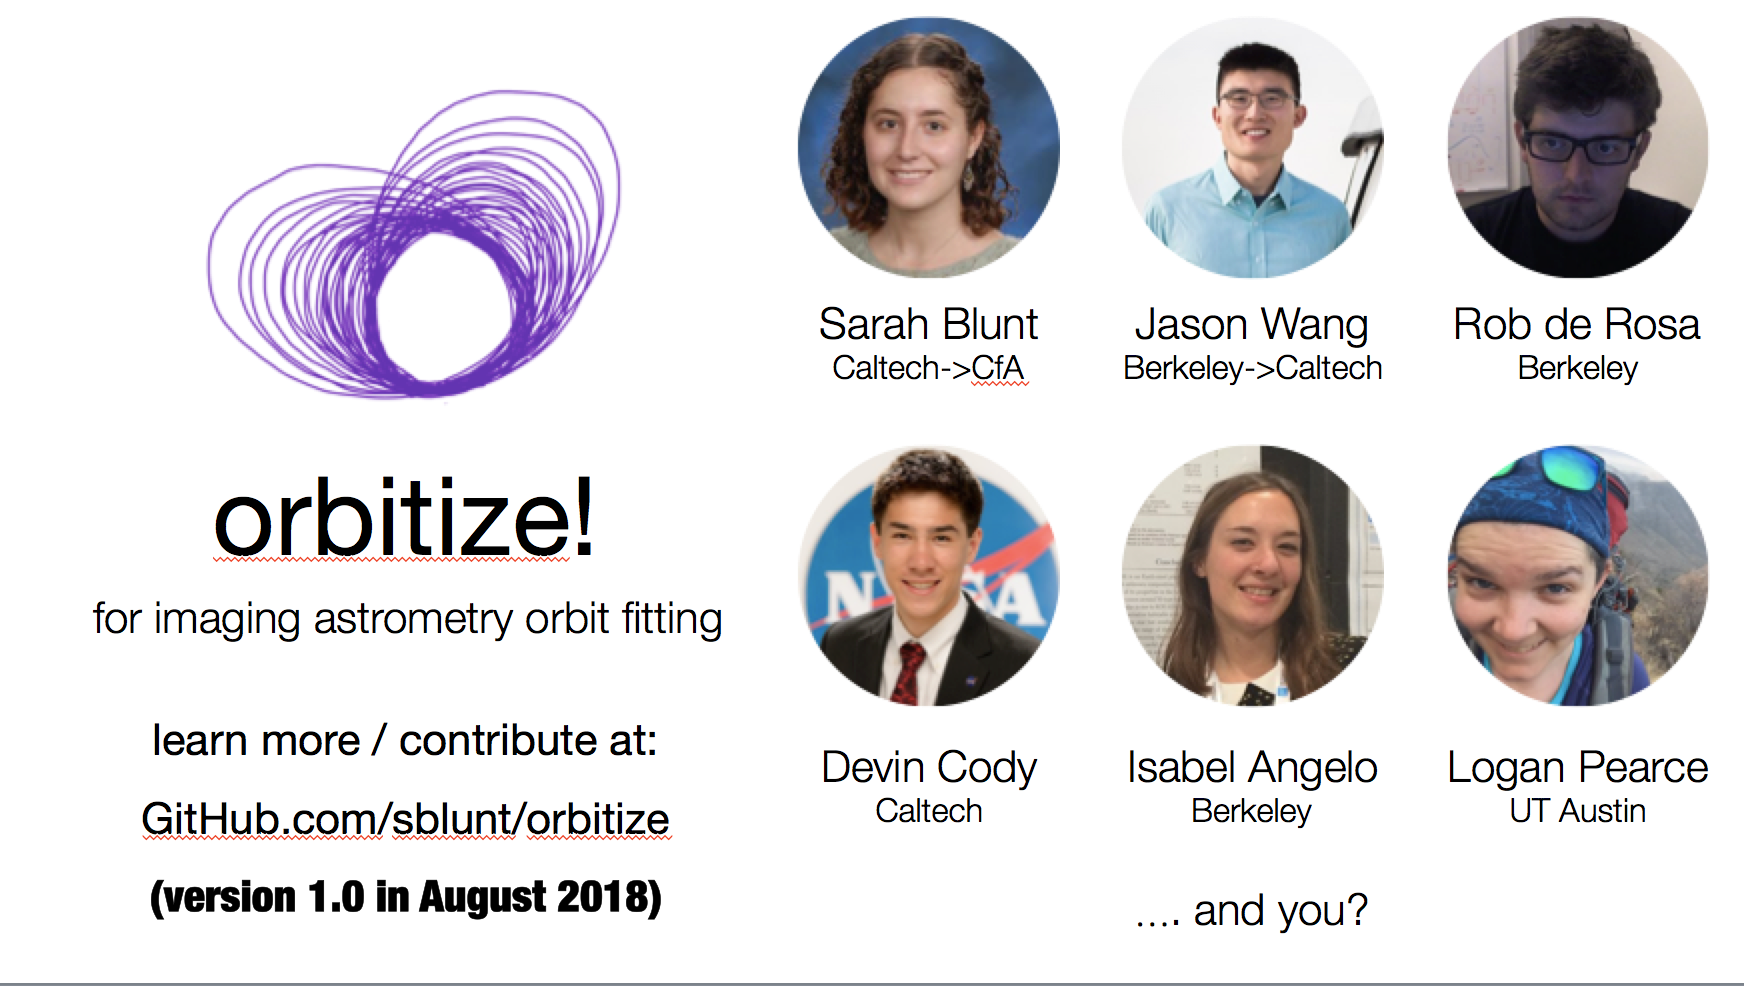 orbitize!
for imaging astrometry orbit fitting
learn more / contribute at:
GitHub.com/sblunt/orbitize
(version 1.0 in August 2018)
Sarah Blunt
Caltech->CfA
Jason Wang
Berkeley->Caltech
Rob de Rosa
Berkeley
NASA
Devin Cody
Caltech
Isabel Angelo
Berkeley
Logan Pearce
UT Austin
.... and you?